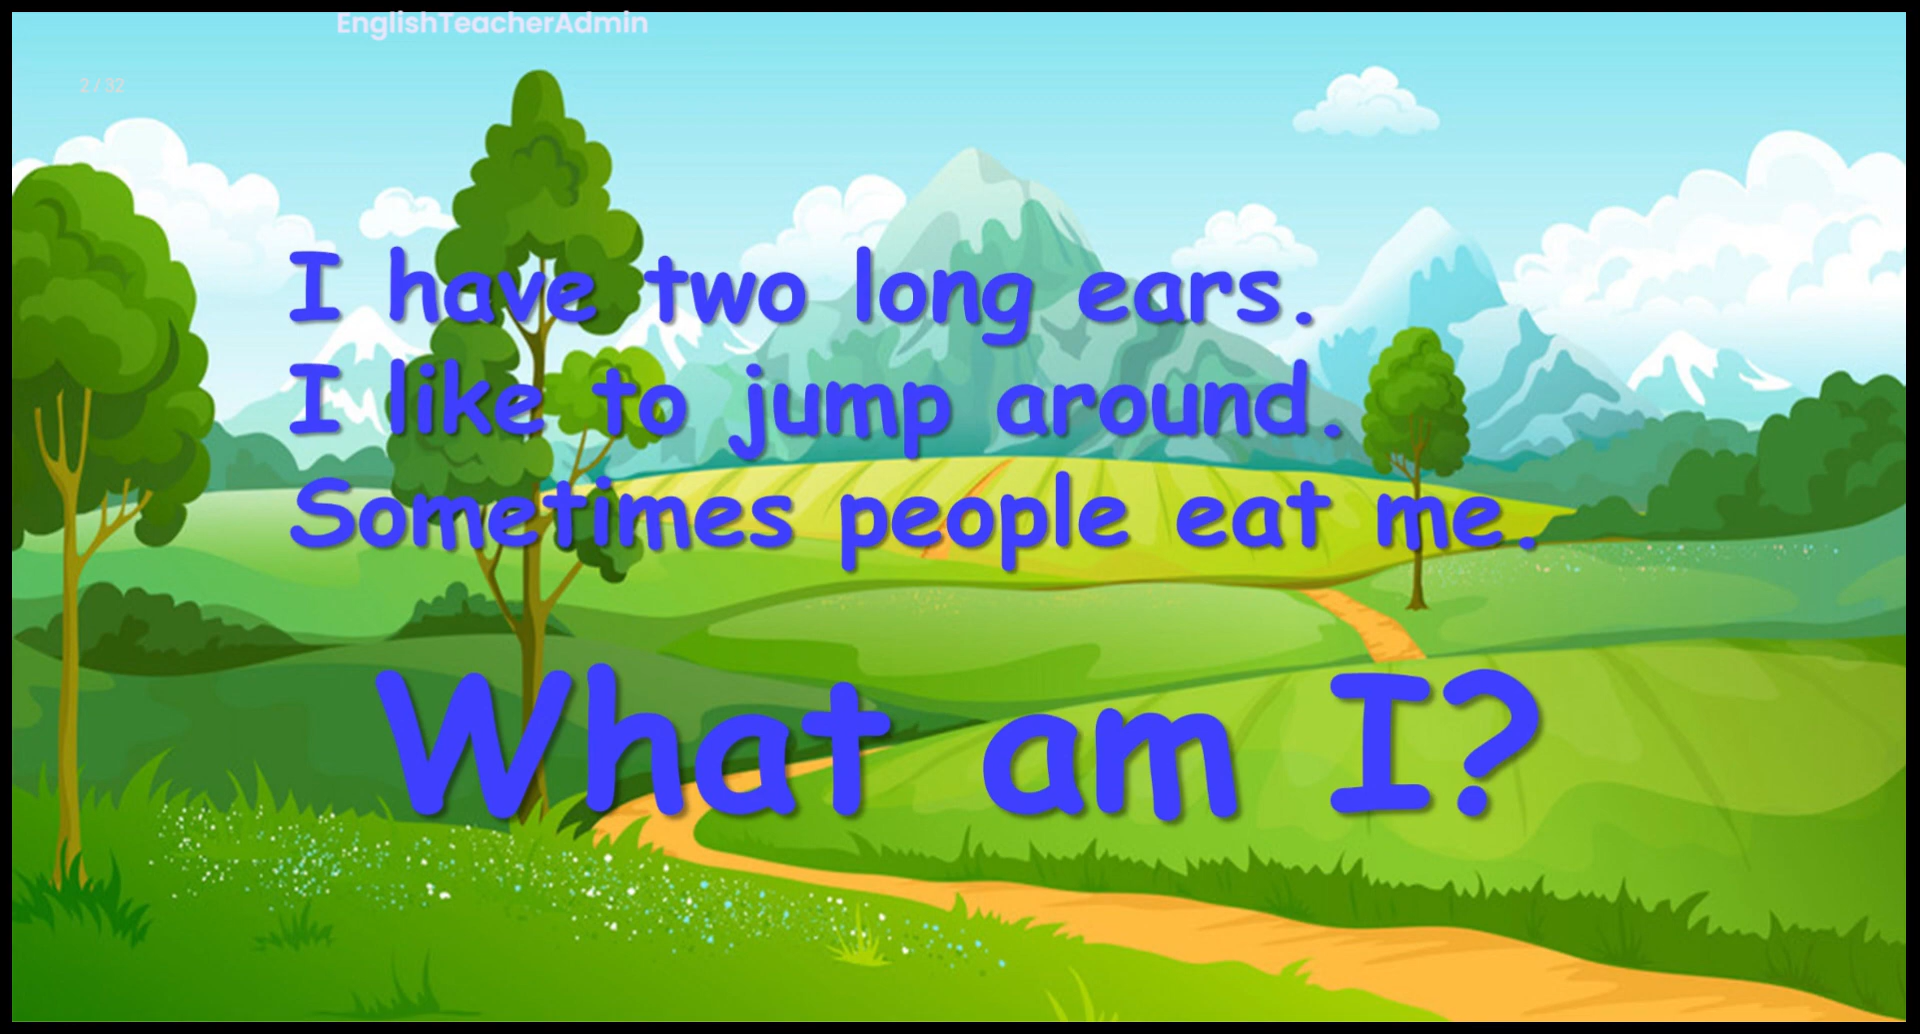 EnglishTeacherAdmin
2 / 32
I have two long ears.
I like to jump around.
Sometimes people eat me.
What am I?